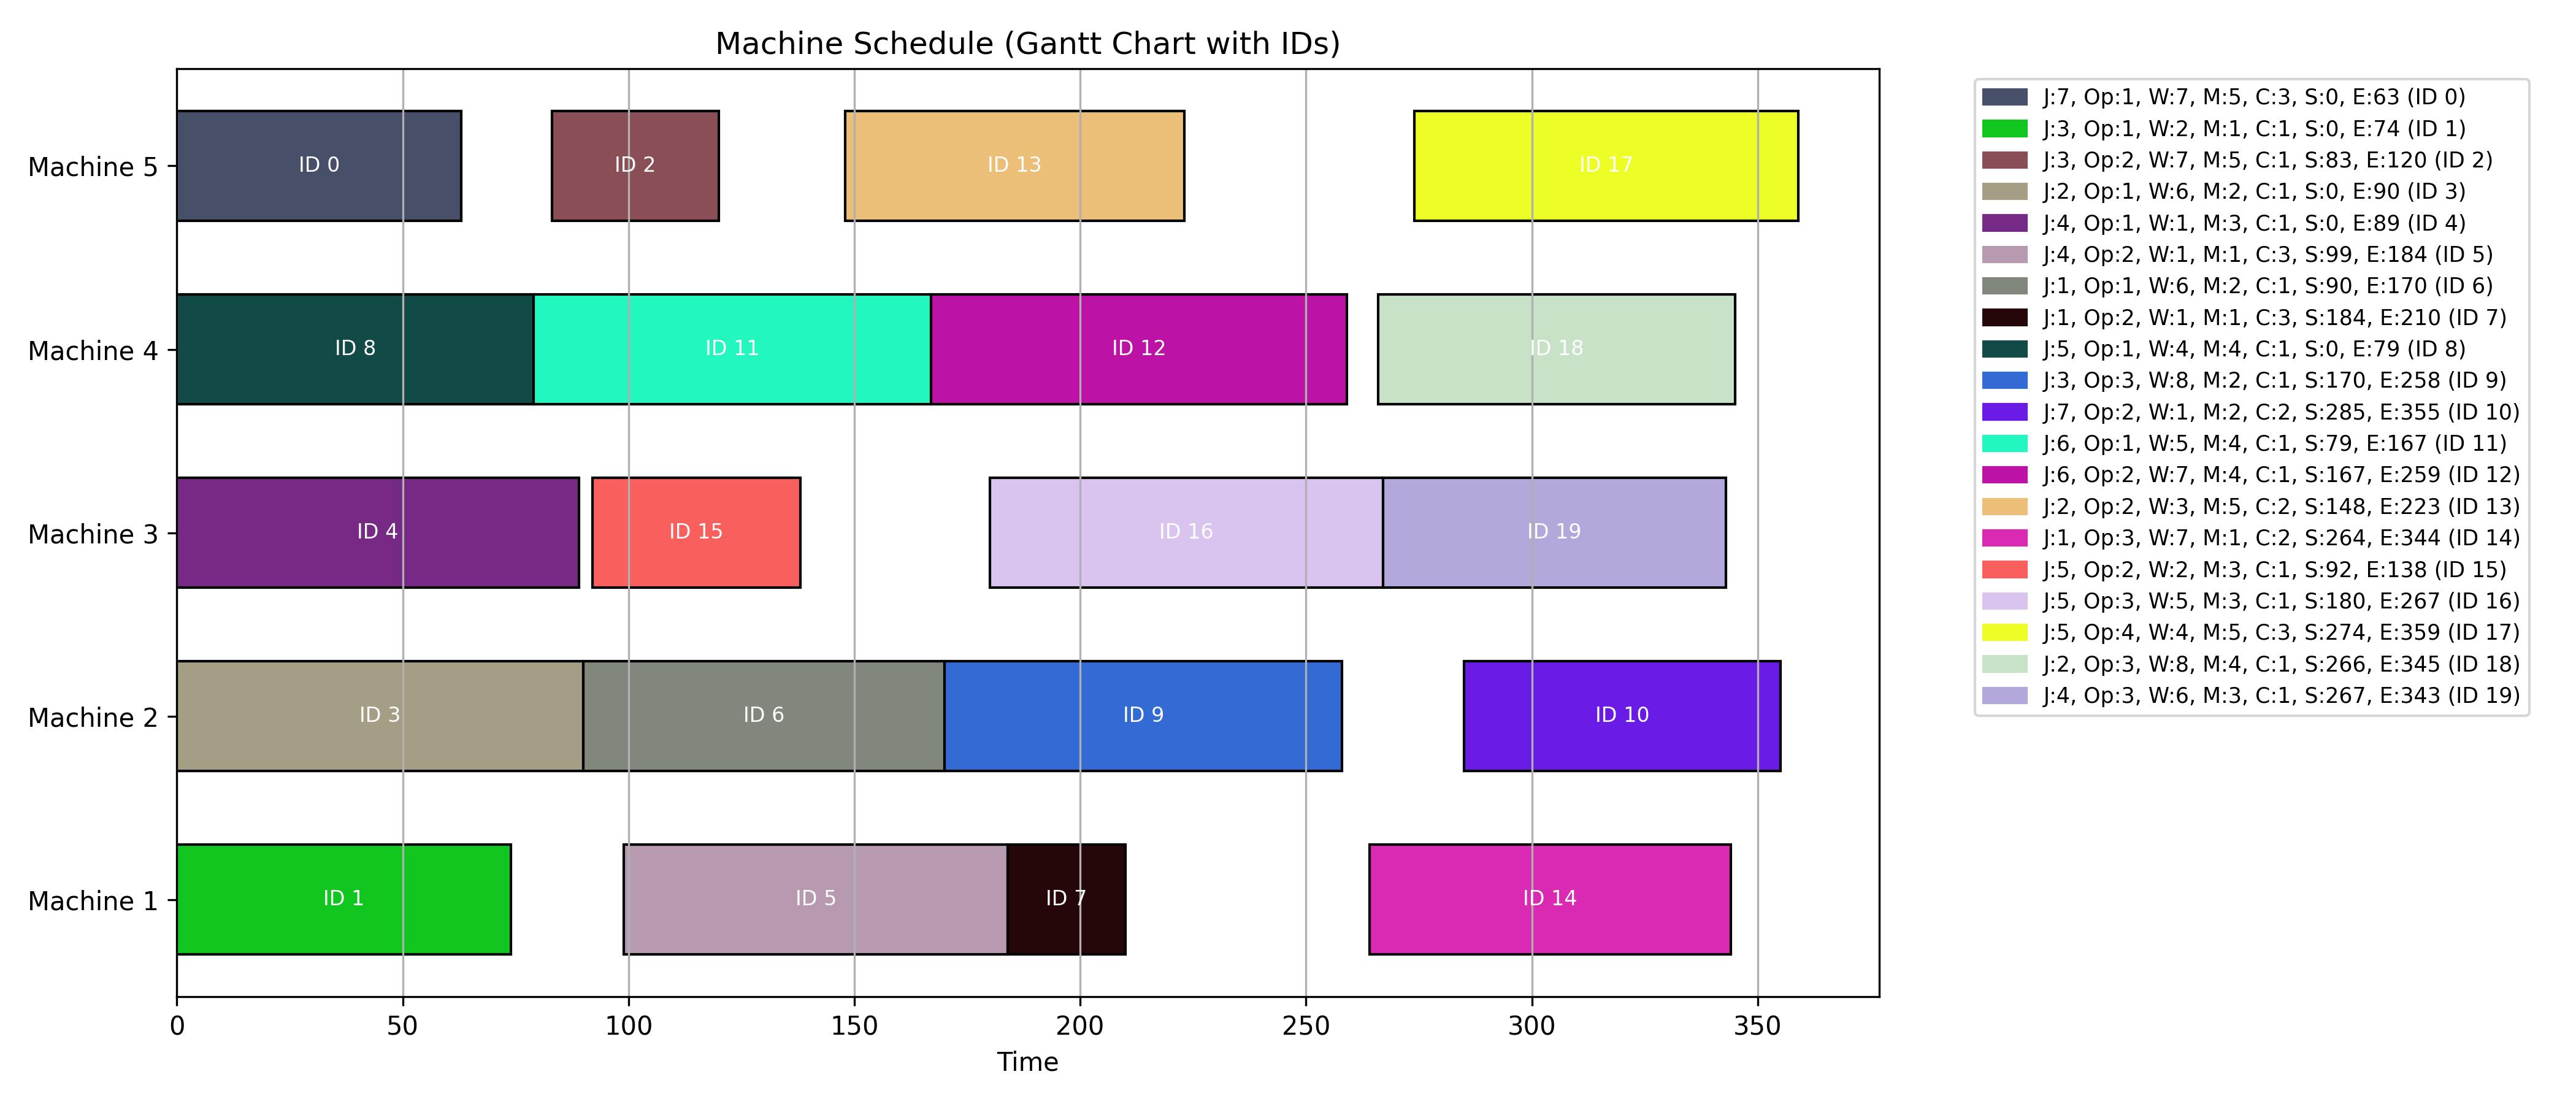 Machine Schedule (Gantt Chart with IDs)
Machine 5
ID 0
ID 2
ID 13
ID 17
Machine 4
ID 8
ID 11
ID 12
ID 18
Machine 3
ID 4
ID 15
ID 16
ID 19
Machine 2
ID 3
ID 6
ID 9
ID 10
Machine 1
ID 1
ID 5
ID 7
ID 14
0
50
100
150
200
250
300
350
Time
J:7, Op:1, W:7, M:5, C:3, S:0, E:63 (ID 0)
J:3, Op:1, W:2, M:1, C:1, S:0, E:74 (ID 1)
J:3, Op:2, W:7, M:5, C:1, S:83, E:120 (ID 2)
J:2, Op:1, W:6, M:2, C:1, S:0, E:90 (ID 3)
J:4, Op:1, W:1, M:3, C:1, S:0, E:89 (ID 4)
J:4, Op:2, W:1, M:1, C:3, S:99, E:184 (ID 5)
J:1, Op:1, W:6, M:2, C:1, S:90, E:170 (ID 6)
J:1, Op:2, W:1, M:1, C:3, S:184, E:210 (ID 7)
J:5, Op:1, W:4, M:4, C:1, S:0, E:79 (ID 8)
J:3, Op:3, W:8, M:2, C:1, S:170, E:258 (ID 9)
J:7, Op:2, W:1, M:2, C:2, S:285, E:355 (ID 10)
J:6, Op:1, W:5, M:4, C:1, S:79, E:167 (ID 11)
J:6, Op:2, W:7, M:4, C:1, S:167, E:259 (ID 12)
J:2, Op:2, W:3, M:5, C:2, S:148, E:223 (ID 13)
J:1, Op:3, W:7, M:1, C:2, S:264, E:344 (ID 14)
J:5, Op:2, W:2, M:3, C:1, S:92, E:138 (ID 15)
J:5, Op:3, W:5, M:3, C:1, S:180, E:267 (ID 16)
J:5, Op:4, W:4, M:5, C:3, S:274, E:359 (ID 17)
J:2, Op:3, W:8, M:4, C:1, S:266, E:345 (ID 18)
J:4, Op:3, W:6, M:3, C:1, S:267, E:343 (ID 19)